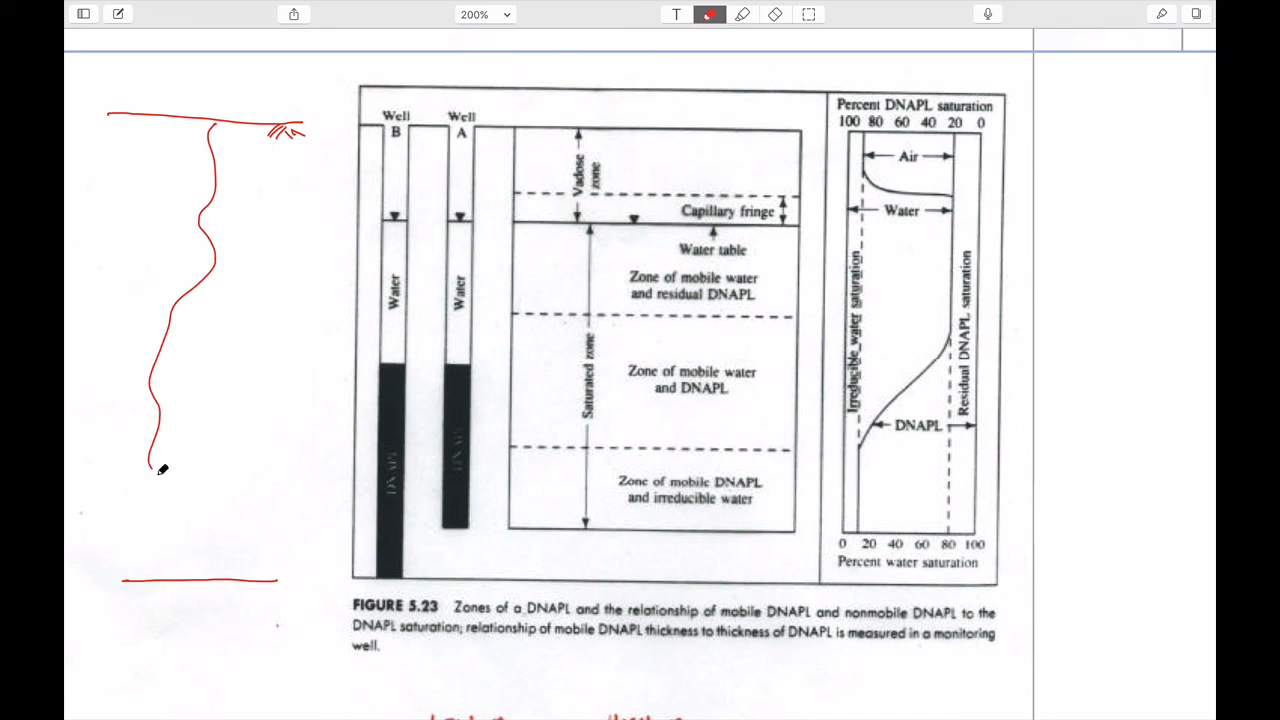 200%
T
Well
B
Well
A
Vadose
zone
Capillary fringe
Water table
Zone of mobile water
and residual DNAPL
Saturated zone
Zone of mobile water
and DNAPL
Zone of mobile DNAPL
and irreducible water
Water
Water
DNAPL
DNAPL
Percent DNAPL saturation
100 80 60 40 20 0
Air
Water
Irreducible water saturation
Residual DNAPL saturation
DNAPL
0 20 40 60 80 100
Percent water saturation
FIGURE 5.23 Zones of a DNAPL and the relationship of mobile DNAPL and nonmobile DNAPL to the
DNAPL saturation; relationship of mobile DNAPL thickness to thickness of DNAPL is measured in a monitoring
well.